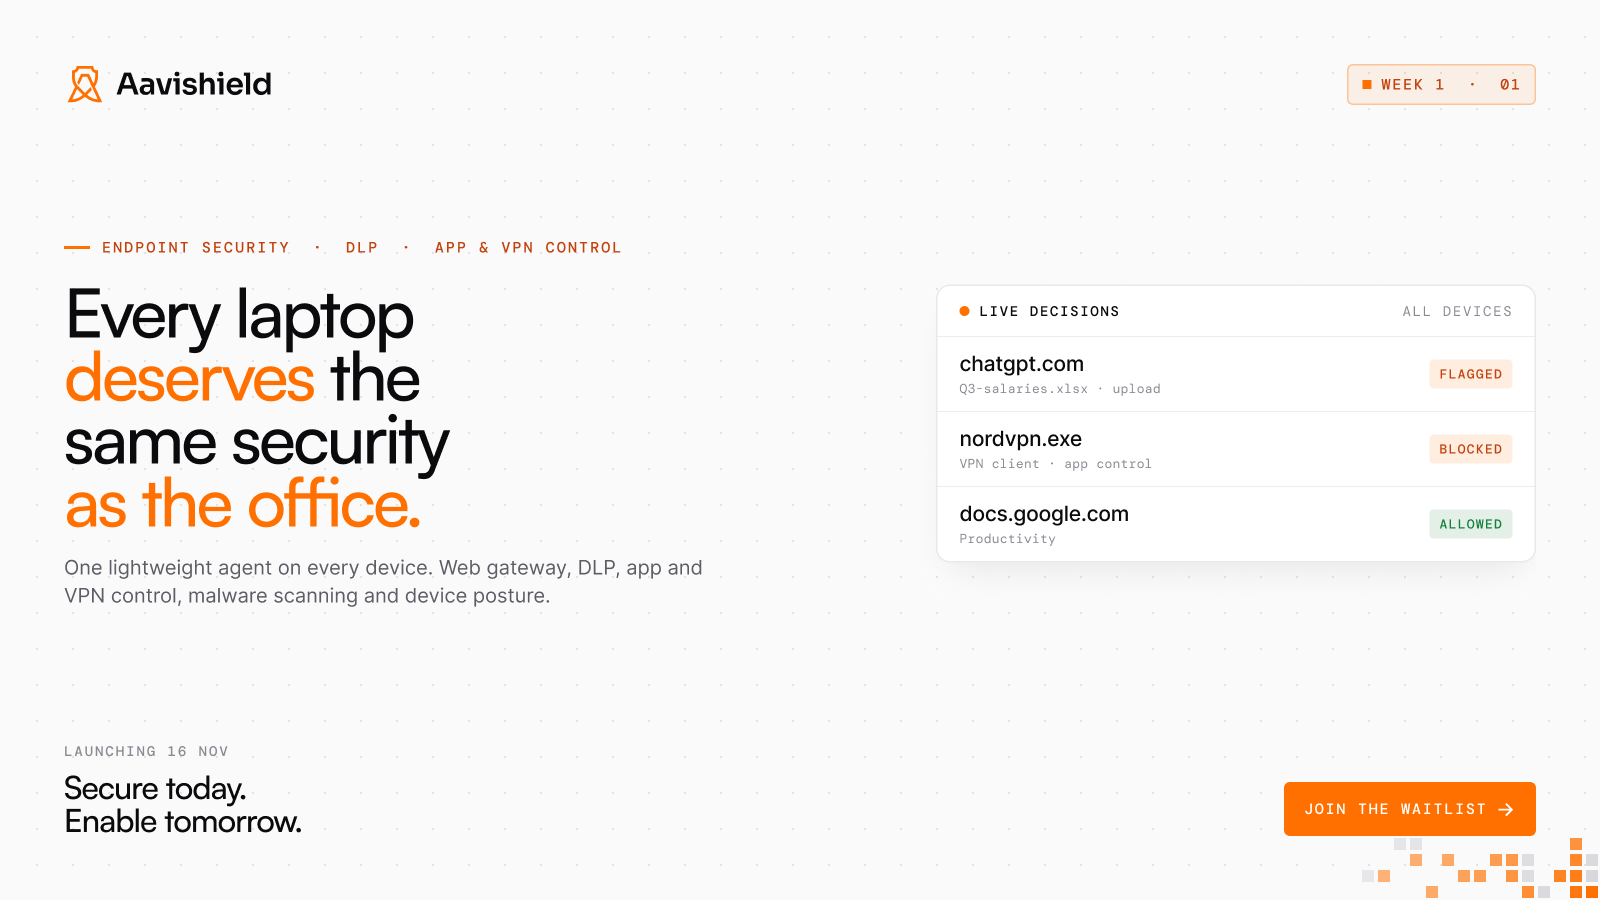 Aavishield
WEEK 1 · 01
ENDPOINT SECURITY · DLP · APP & VPN CONTROL
Every laptop
deserves the
same security
as the office.
One lightweight agent on every device. Web gateway, DLP, app and
VPN control, malware scanning and device posture.
LIVE DECISIONS
ALL DEVICES
chatgpt.com
Q3-salaries.xlsx · upload
FLAGGED
nordvpn.exe
VPN client · app control
BLOCKED
docs.google.com
Productivity
ALLOWED
LAUNCHING 16 NOV
Secure today.
Enable tomorrow.
JOIN THE WAITLIST →